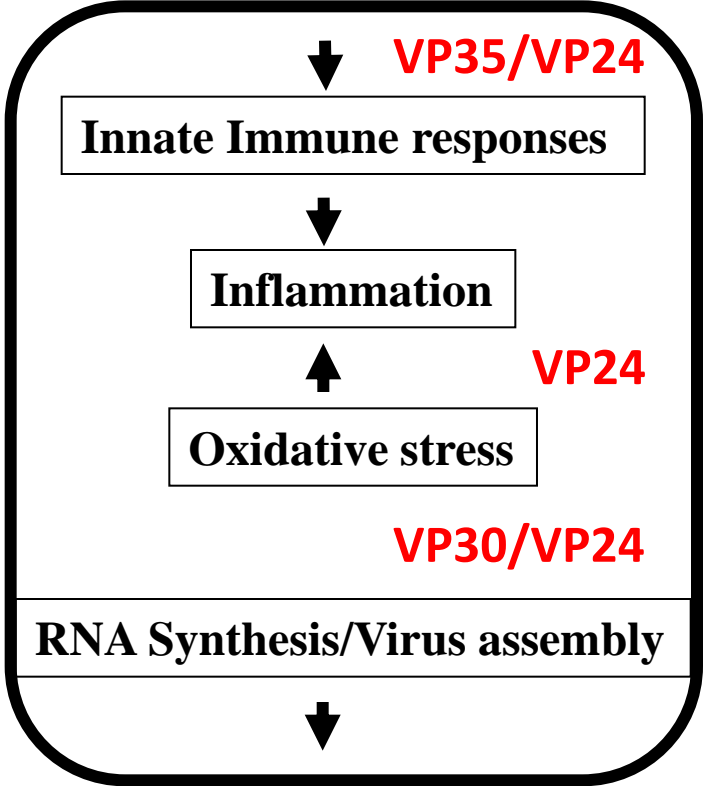 VP35/VP24
Innate Immune responses
Inflammation
VP24
Oxidative stress
VP30/VP24
RNA Synthesis/Virus assembly